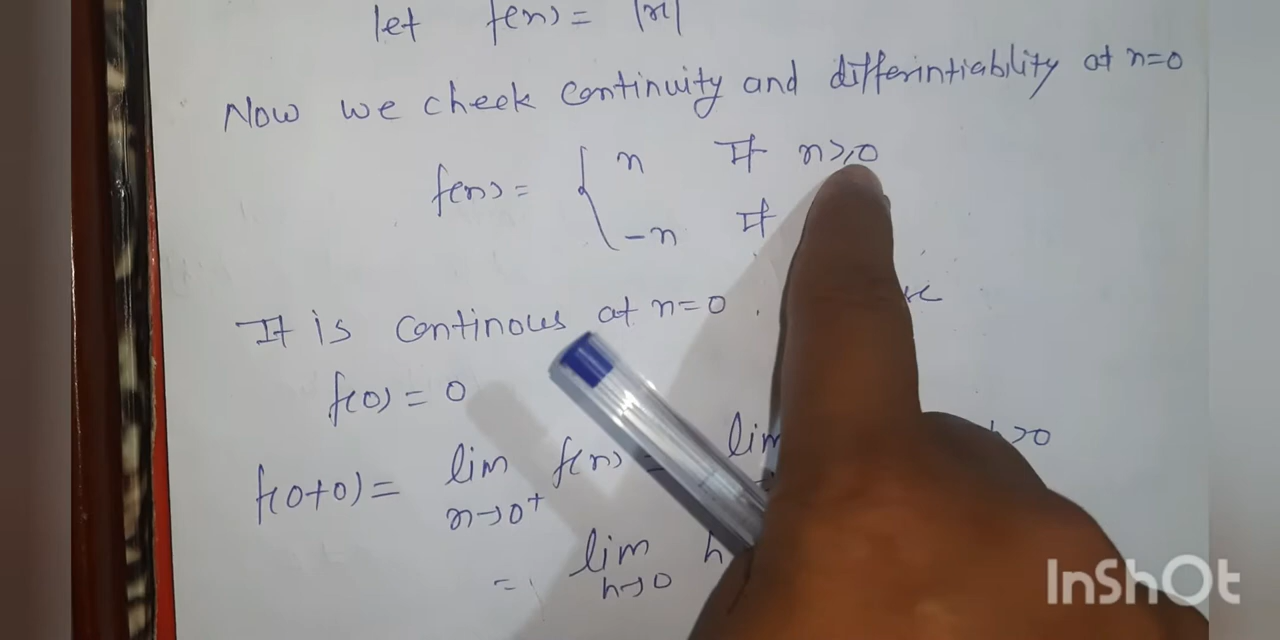 let f(x) = |x|
Now we check continuity and differintiability at x=0
f(x) = { x If x≥0
-x If
It is continous at x=0 .
f(0) = 0
f(0+0) = lim f(x) = lim h>0
x→0+
= lim h
h→0
InShOt